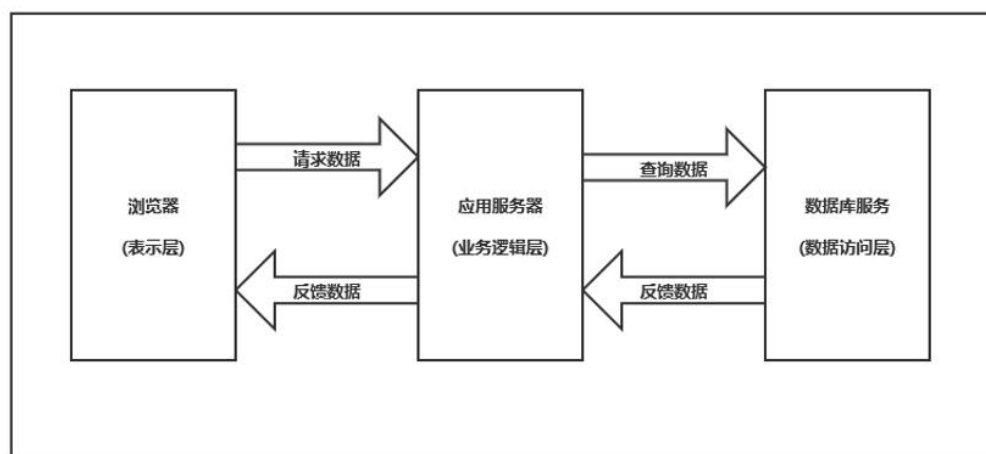 浏览器
(表示层)
请求数据
反馈数据
应用服务器
(业务逻辑层)
查询数据
反馈数据
数据库服务
(数据访问层)